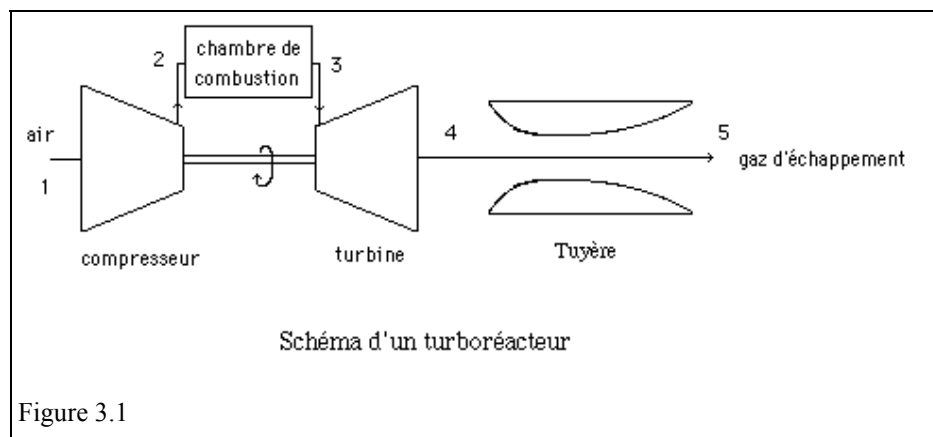 chambre de
combustion
2
3
air
1
4
5
gaz d'échappement
compresseur
turbine
Tuyère
Schéma d'un turboréacteur
Figure 3.1